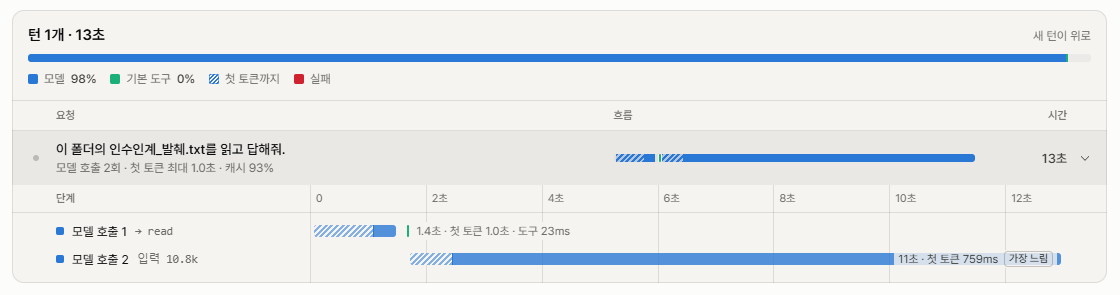 턴 1개 · 13초
새 턴이 위로
모델 98% 기본 도구 0% 첫 토큰까지 실패
요청 흐름 시간
이 폴더의 인수인계_발췌.txt를 읽고 답해줘.
모델 호출 2회 · 첫 토큰 최대 1.0초 · 캐시 93%
13초
단계 0 2초 4초 6초 8초 10초 12초
모델 호출 1 → read 1.4초 · 첫 토큰 1.0초 · 도구 23ms
모델 호출 2 입력 10.8k 11초 · 첫 토큰 759ms 가장 느림